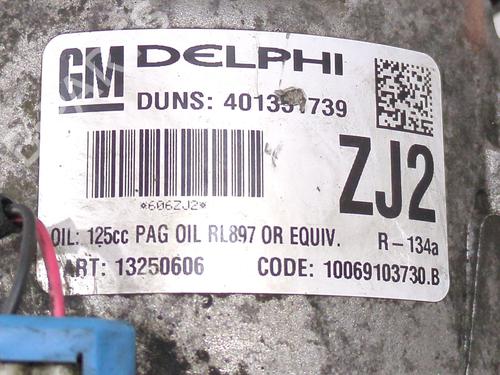 GM DELPHI
DUNS: 401351739
ZJ2
*606ZJ2*
OIL: 125cc PAG OIL RL897 OR EQUIV. R-134a
ART: 13250606 CODE: 10069103730.B